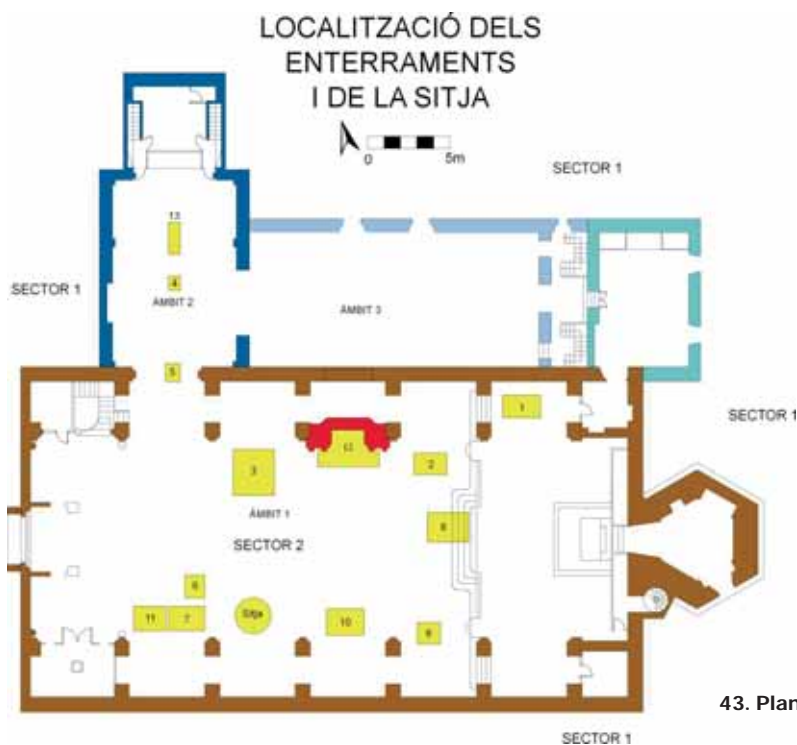 LOCALITZACIÓ DELS
ENTERRAMENTS
I DE LA SITJA
0 5m
SECTOR 1
13
4
SECTOR 1
ÀMBIT 2
ÀMBIT 3
5
1
SECTOR 1
2
3
ÀMBIT 1
8
SECTOR 2
6
11
7
Sitja
10
9
43. Plan
SECTOR 1